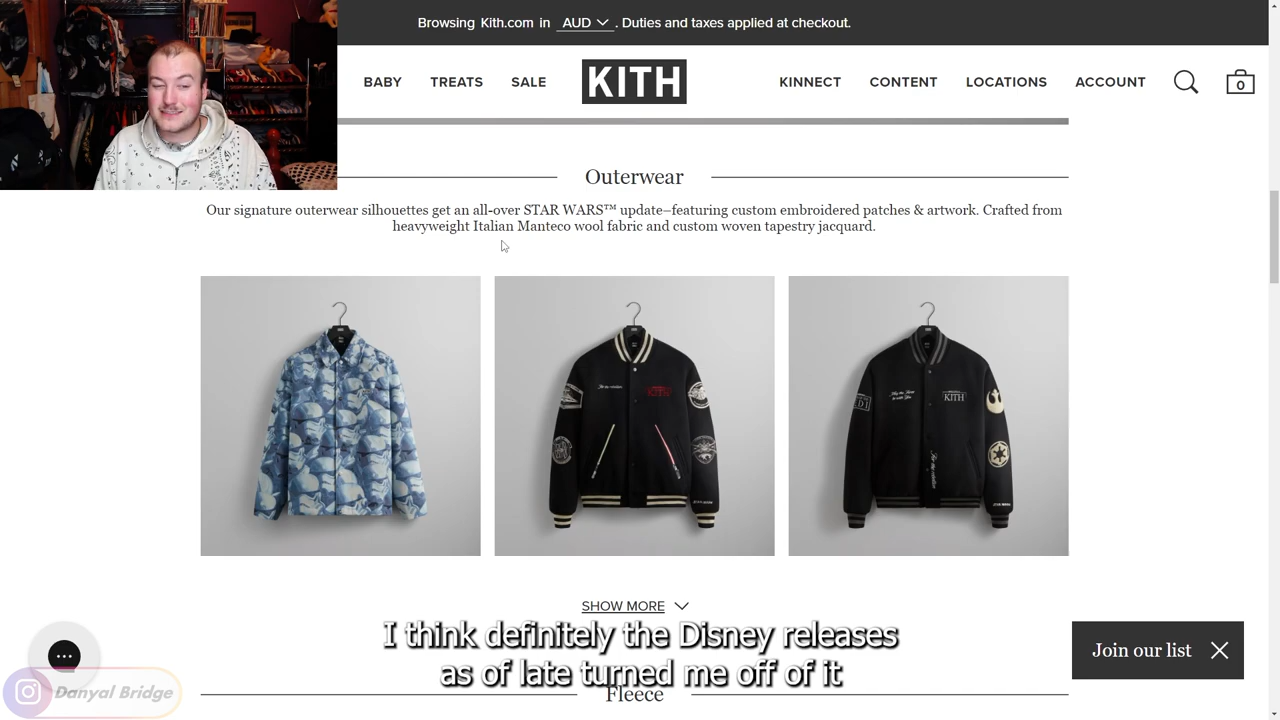 Browsing Kith.com in AUD . Duties and taxes applied at checkout.
BABY TREATS SALE KITH KINNECT CONTENT LOCATIONS ACCOUNT 0
Outerwear
Our signature outerwear silhouettes get an all-over STAR WARS™ update–featuring custom embroidered patches & artwork. Crafted from
heavyweight Italian Manteco wool fabric and custom woven tapestry jacquard.
KITH
KITH
SHOW MORE
I think definitely the Disney releases
as of late turned me off of it
Join our list
Danyal Bridge
Fleece